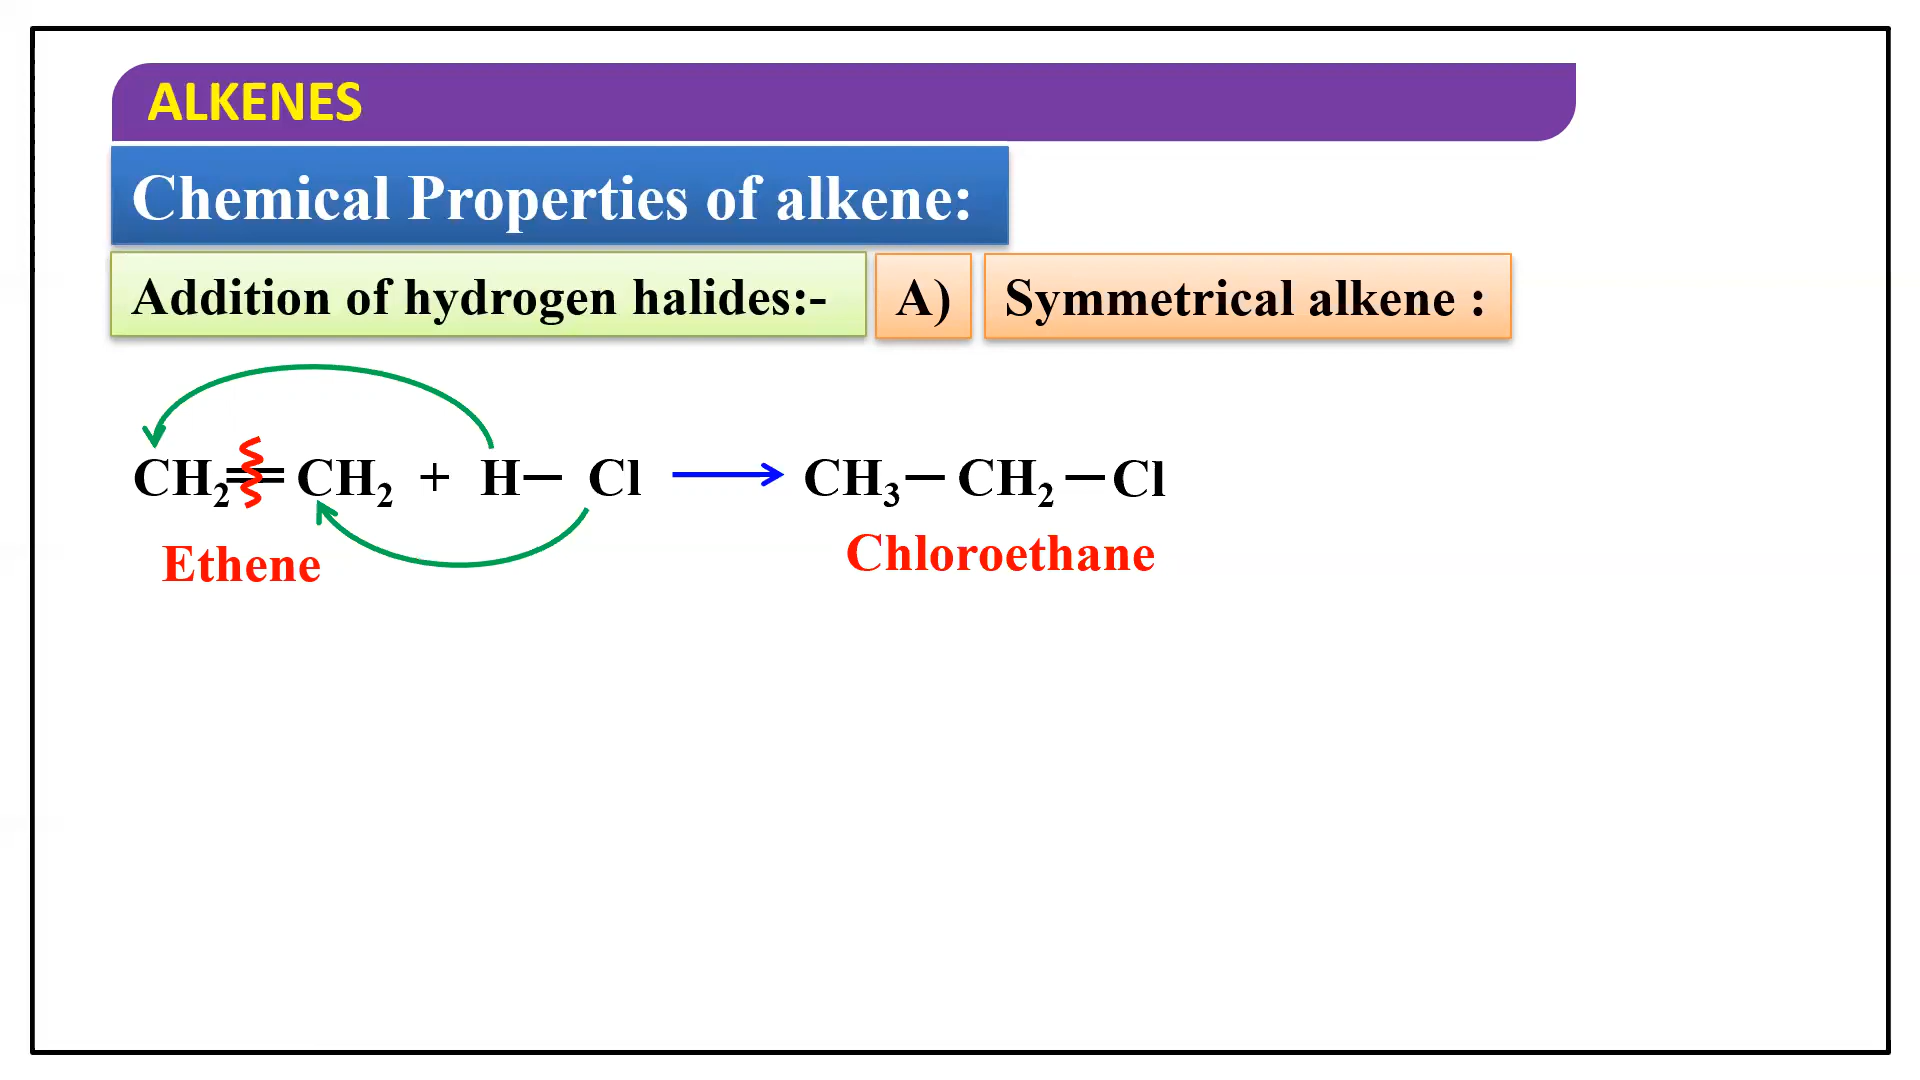 ALKENES
Chemical Properties of alkene:
Addition of hydrogen halides:- A) Symmetrical alkene :
CH₂=CH₂ + H— Cl ⟶ CH₃—CH₂—Cl
Ethene Chloroethane